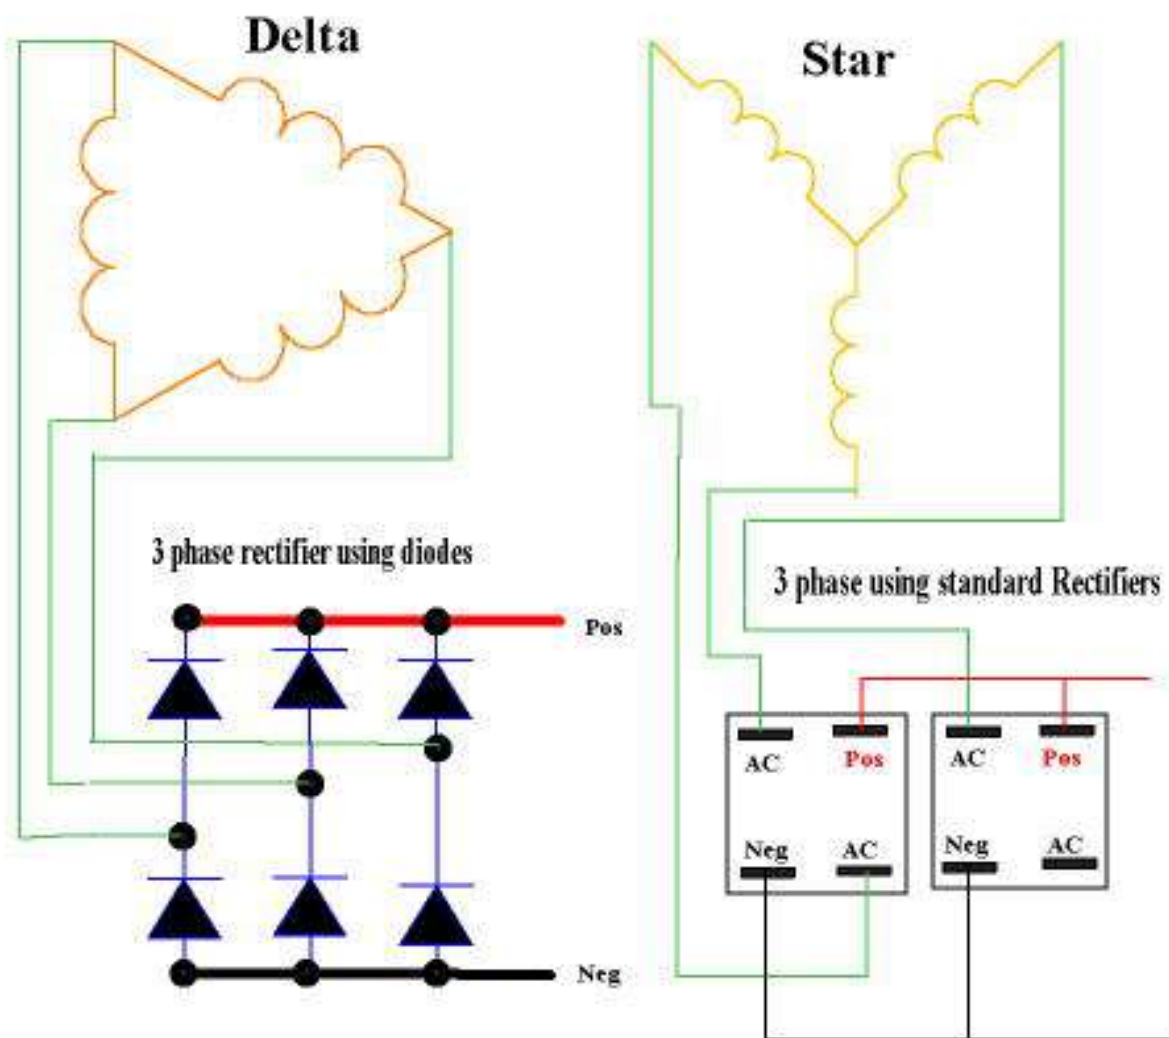 Delta
Star
3 phase rectifier using diodes
Pos
Neg
3 phase using standard Rectifiers
AC
Pos
AC
Pos
Neg
AC
Neg
AC